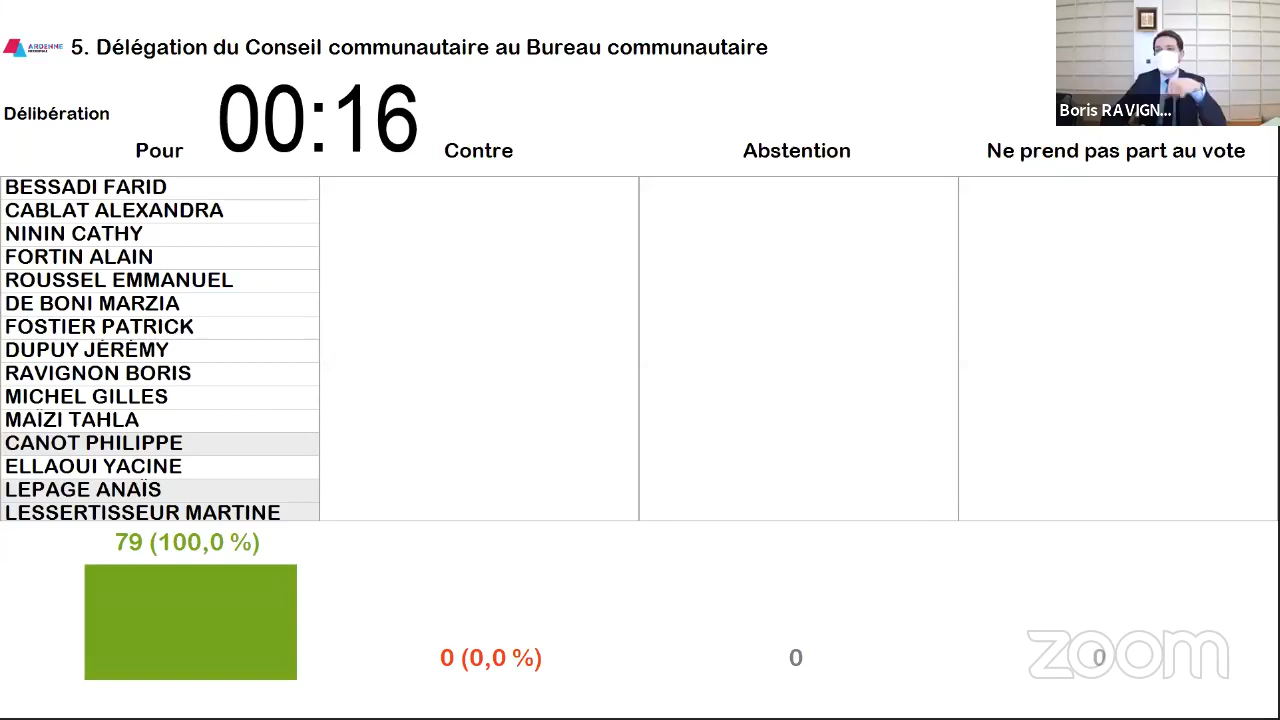 ARDENNE
MÉTROPOLE
5. Délégation du Conseil communautaire au Bureau communautaire
Délibération
00:16
Boris RAVIGN...
Pour
Contre
Abstention
Ne prend pas part au vote
BESSADI FARID
CABLAT ALEXANDRA
NININ CATHY
FORTIN ALAIN
ROUSSEL EMMANUEL
DE BONI MARZIA
FOSTIER PATRICK
DUPUY JÉRÉMY
RAVIGNON BORIS
MICHEL GILLES
MAÏZI TAHLA
CANOT PHILIPPE
ELLAOUI YACINE
LEPAGE ANAÏS
LESSERTISSEUR MARTINE
79 (100,0 %)
0 (0,0 %)
0
0
zoom